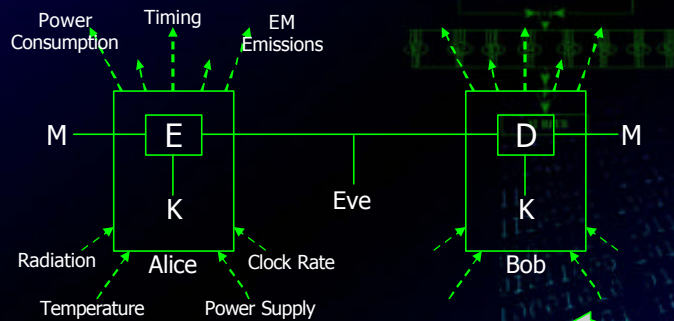 Power
Consumption
Timing
EM
Emissions
M
E
D
M
K
Eve
K
Radiation
Alice
Clock Rate
Bob
Temperature
Power Supply